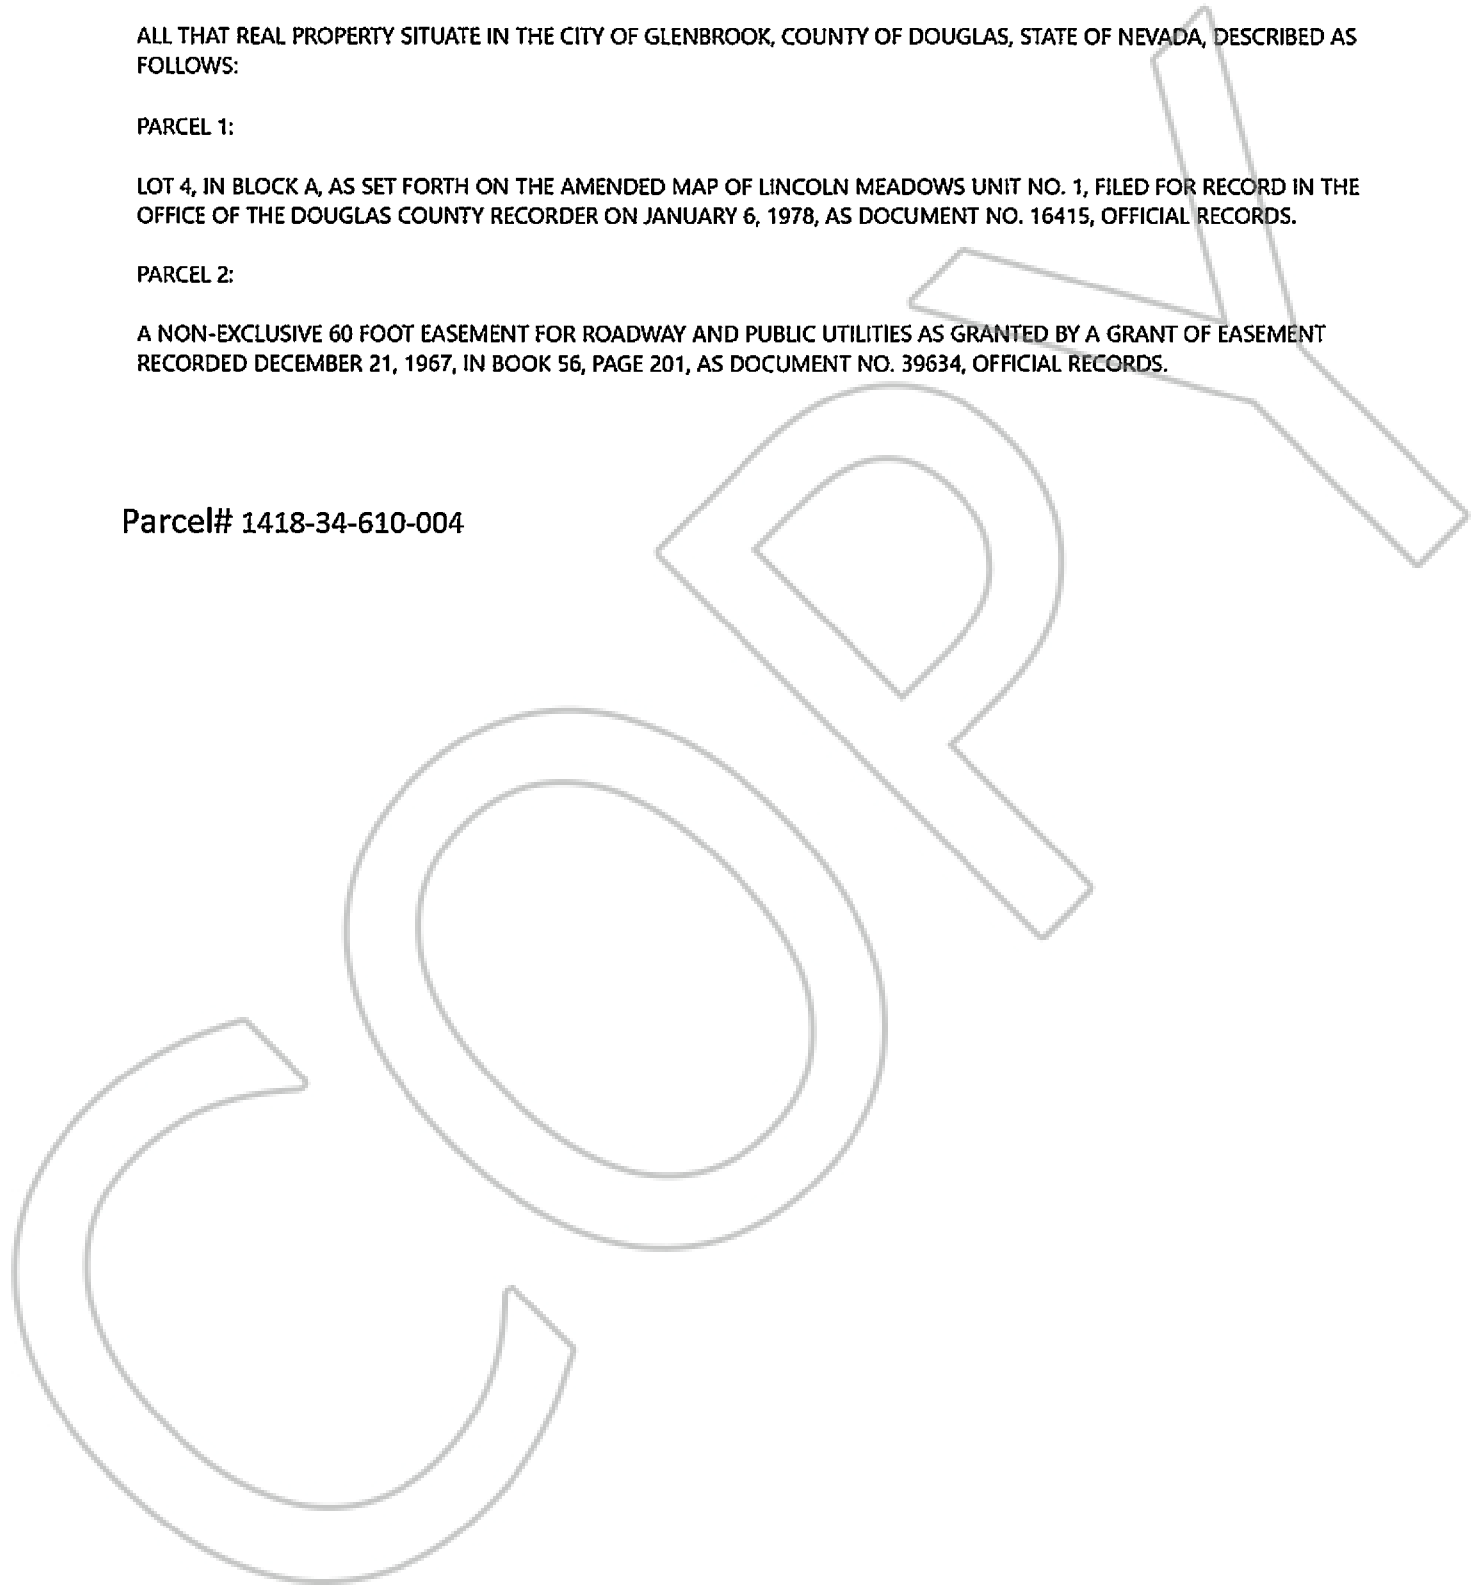 ALL THAT REAL PROPERTY SITUATE IN THE CITY OF GLENBROOK, COUNTY OF DOUGLAS, STATE OF NEVADA, DESCRIBED AS
FOLLOWS:
PARCEL 1:
LOT 4, IN BLOCK A, AS SET FORTH ON THE AMENDED MAP OF LINCOLN MEADOWS UNIT NO. 1, FILED FOR RECORD IN THE
OFFICE OF THE DOUGLAS COUNTY RECORDER ON JANUARY 6, 1978, AS DOCUMENT NO. 16415, OFFICIAL RECORDS.
PARCEL 2:
A NON-EXCLUSIVE 60 FOOT EASEMENT FOR ROADWAY AND PUBLIC UTILITIES AS GRANTED BY A GRANT OF EASEMENT
RECORDED DECEMBER 21, 1967, IN BOOK 56, PAGE 201, AS DOCUMENT NO. 39634, OFFICIAL RECORDS.
Parcel# 1418-34-610-004
COPY